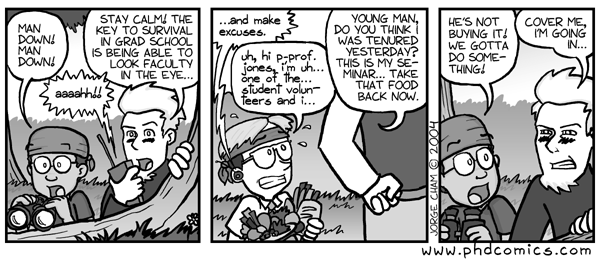 MAN
DOWN!
MAN
DOWN!
STAY CALM! THE
KEY TO SURVIVAL
IN GRAD SCHOOL
IS BEING ABLE TO
LOOK FACULTY
IN THE EYE...
aaaahh!!
...and make
excuses.
uh, hi p-prof.
jones, i'm uh...
one of the...
student volun-
teers and i...
YOUNG MAN,
DO YOU THINK I
WAS TENURED
YESTERDAY?
THIS IS MY SE-
MINAR... TAKE
THAT FOOD
BACK NOW.
HE'S NOT
BUYING IT!
WE GOTTA
DO SOME-
THING!
COVER ME,
I'M GOING
IN...
JORGE CHAM © 2004
www.phdcomics.com